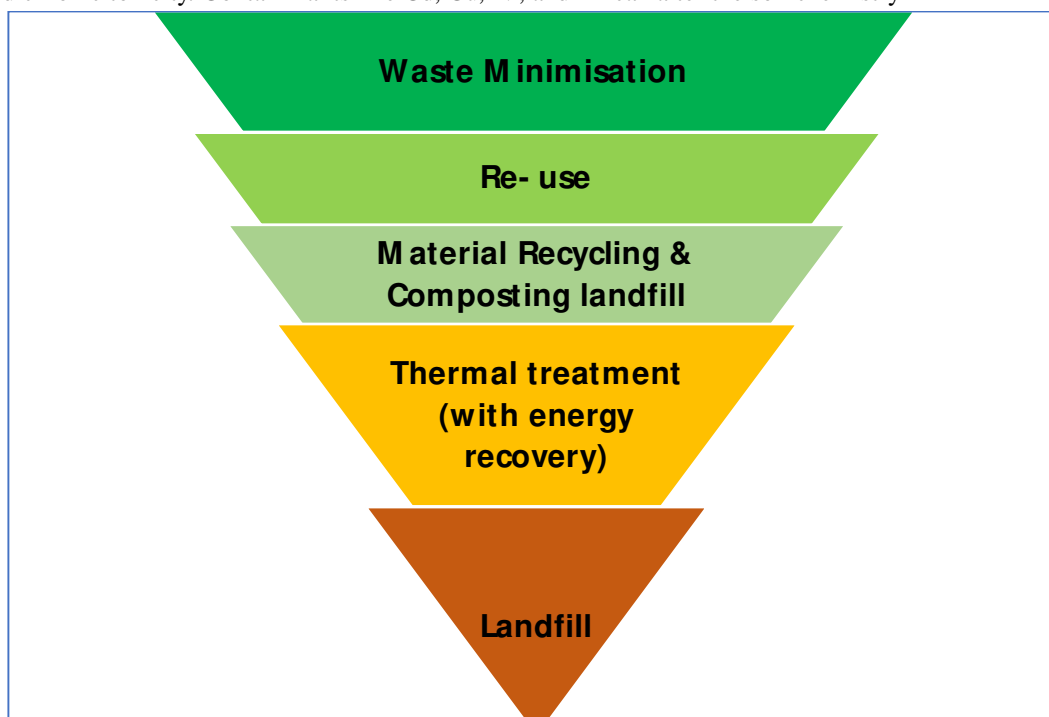 Waste Minimisation
Re- use
Material Recycling &
Composting landfill
Thermal treatment
(with energy
recovery)
Landfill